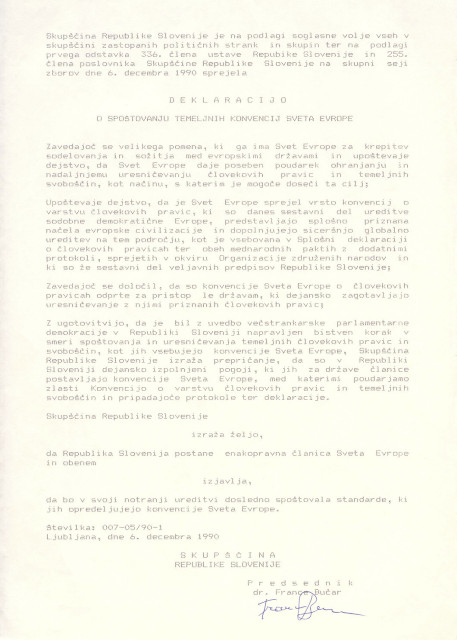 Skupščina Republike Slovenije je na podlagi soglasne volje vseh v
skupščini zastopanih političnih strank in skupin ter na podlagi
prvega odstavka 336. člena ustave Republike Slovenije in 255.
člena poslovnika Skupščine Republike Slovenije na skupni seji
zborov dne 6. decembra 1990 sprejela
D E K L A R A C I J O
O SPOŠTOVANJU TEMELJNIH KONVENCIJ SVETA EVROPE
Zavedajoč se velikega pomena, ki ga ima Svet Evrope za krepitev
sodelovanja in sožitja med evropskimi državami in upoštevaje
dejstvo, da Svet Evrope daje poseben poudarek ohranjanju in
nadaljnjemu uresničevanju človekovih pravic in temeljnih
svoboščin, kot načinu, s katerim je mogoče doseči ta cilj;
Upoštevaje dejstvo, da je Svet Evrope sprejel vrsto konvencij o
varstvu človekovih pravic, ki so danes sestavni del ureditve
sodobne demokratične Evrope, predstavljajo splošno priznana
načela evropske civilizacije in dopolnjujejo siceršnjo globalno
ureditev na tem področju, kot je vsebovana v Splošni deklaraciji
o človekovih pravicah ter obeh mednarodnih paktih z dodatnimi
protokoli, sprejetih v okviru Organizacije združenih narodov in
ki so že sestavni del veljavnih predpisov Republike Slovenije;
Zavedajoč se določil, da so konvencije Sveta Evrope o človekovih
pravicah odprte za pristop le državam, ki dejansko zagotavljajo
uresničevanje z njimi priznanih človekovih pravic;
Z ugotovitvijo, da je bil z uvedbo večstrankarske parlamentarne
demokracije v Republiki Sloveniji napravljen bistven korak v
smeri spoštovanja in uresničevanja temeljnih človekovih pravic in
svoboščin, kot jih vsebujejo konvencije Sveta Evrope, Skupščina
Republike Slovenije izraža prepričanje, da so v Republiki
Sloveniji dejansko izpolnjeni pogoji, ki jih za države članice
postavljajo konvencije Sveta Evrope, med katerimi poudarjamo
zlasti Konvencijo o varstvu človekovih pravic in temeljnih
svoboščin in pripadajoče protokole ter deklaracije.
Skupščina Republike Slovenije
izraža željo,
da Republika Slovenija postane enakopravna članica Sveta Evrope
in obenem
izjavlja,
da bo v svoji notranji ureditvi dosledno spoštovala standarde, ki
jih opredeljujejo konvencije Sveta Evrope.
Številka: 007-05/90-1
Ljubljana, dne 6. decembra 1990
S K U P Š Č I N A
REPUBLIKE SLOVENIJE
P r e d s e d n i k
dr. France Bučar